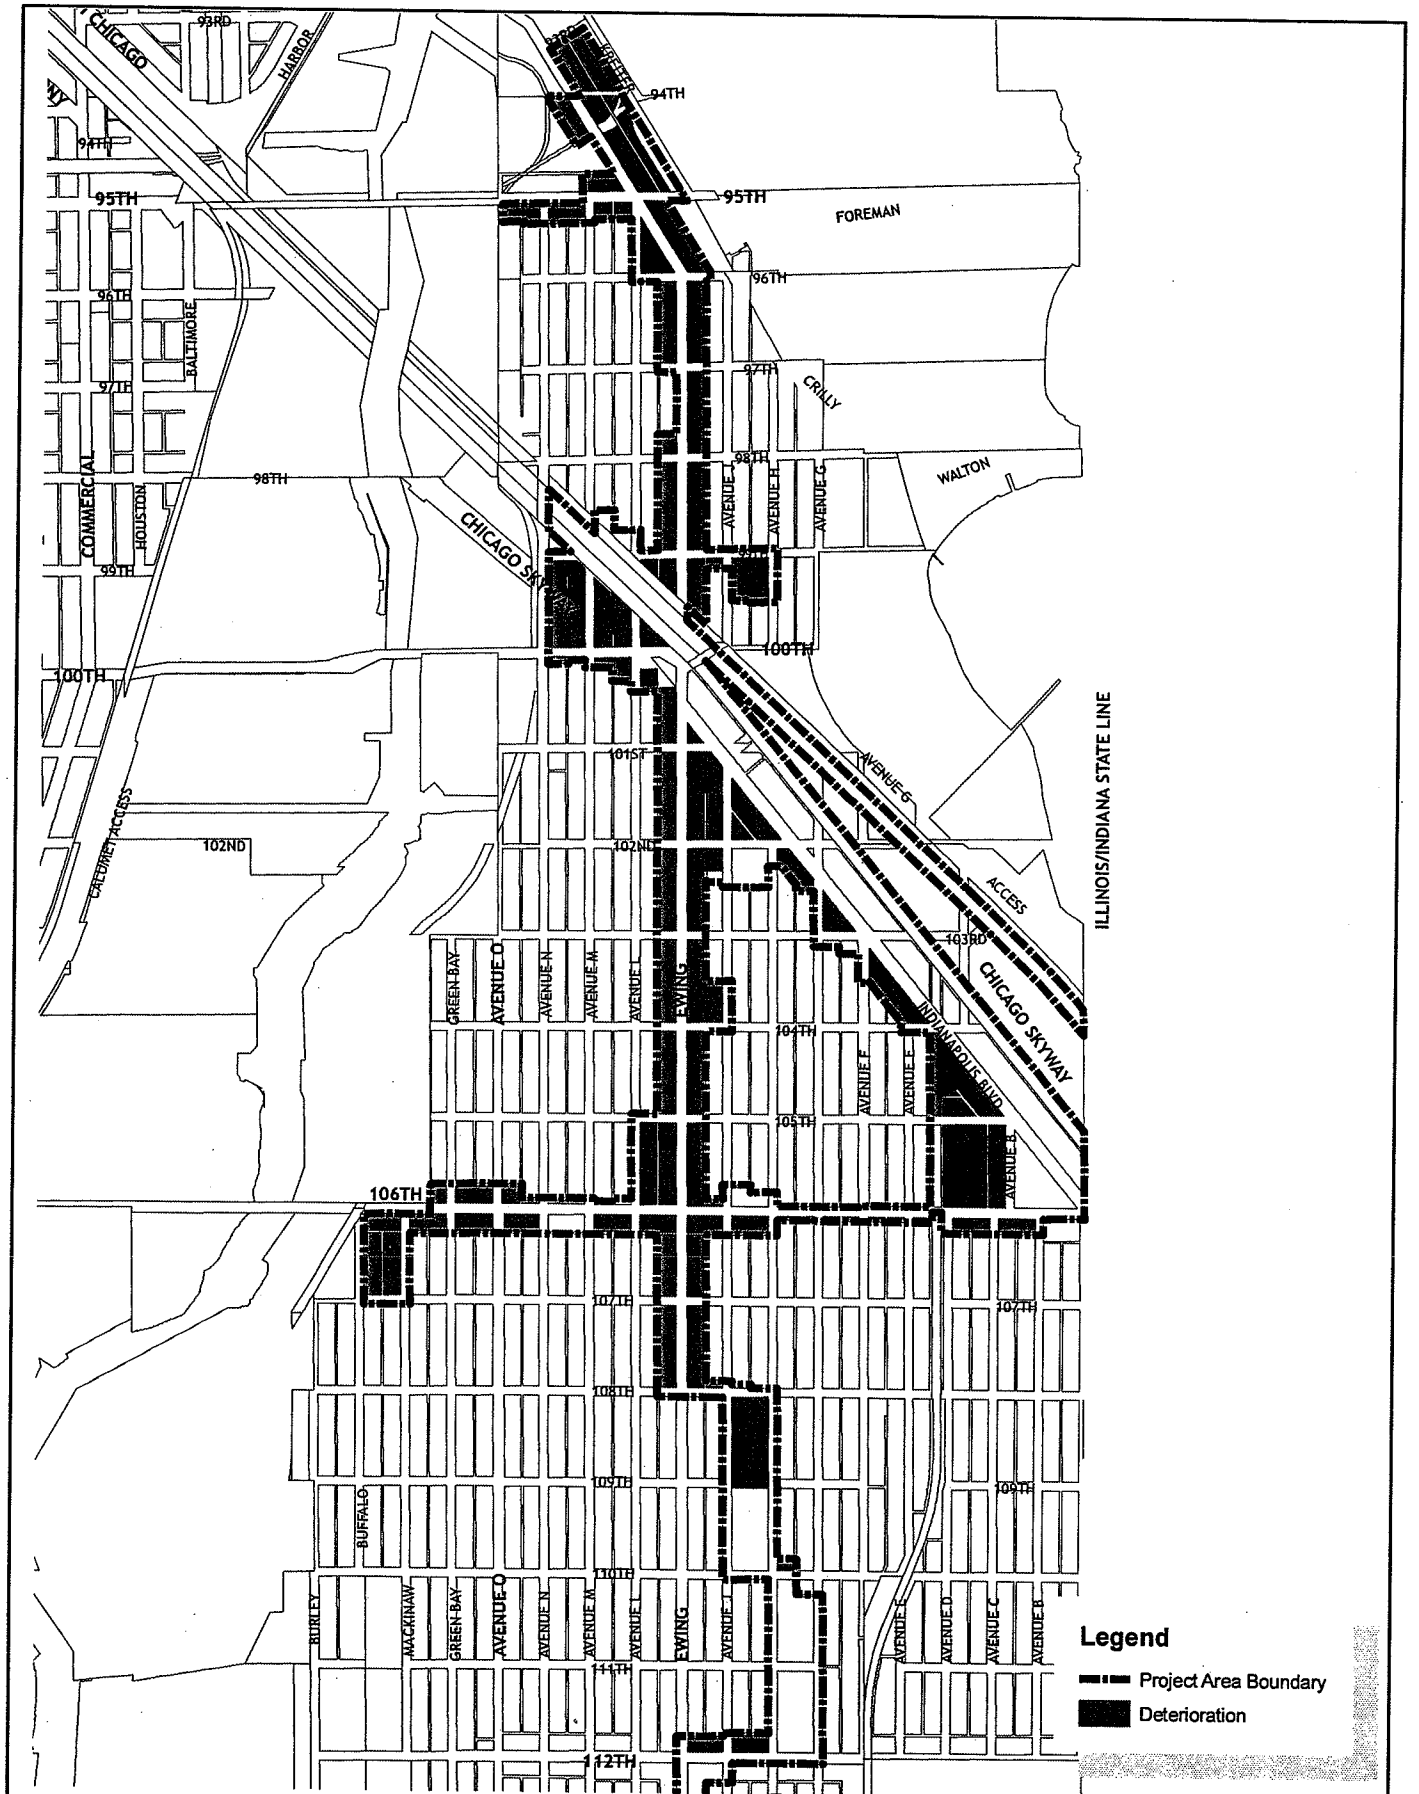 93RD
CHICAGO
HARBOR
KREITER
WY
94TH
94TH
95TH
95TH
FOREMAN
96TH
96TH
BALTIMORE
97TH
97TH
CRILLY
98TH
98TH
WALTON
COMMERCIAL
HOUSTON
AVENUE H
AVENUE G
CHICAGO SKY
99TH
99TH
100TH
100TH
ILLINOIS/INDIANA STATE LINE
101ST
AVENUE G
CALUMET ACCESS
102ND
102ND
ACCESS
103RD
GREEN BAY
AVENUE O
AVENUE N
AVENUE M
AVENUE L
EWING
CHICAGO SKYWAY
INDIANAPOLIS BLVD
104TH
AVENUE F
AVENUE E
105TH
AVENUE B
106TH
107TH
107TH
108TH
109TH
109TH
BUFFALO
110TH
BURLEY
MACKINAW
GREEN BAY
AVENUE O
AVENUE N
AVENUE M
AVENUE L
EWING
AVENUE J
AVENUE E
AVENUE D
AVENUE C
AVENUE B
111TH
112TH
Legend
Project Area Boundary
Deterioration